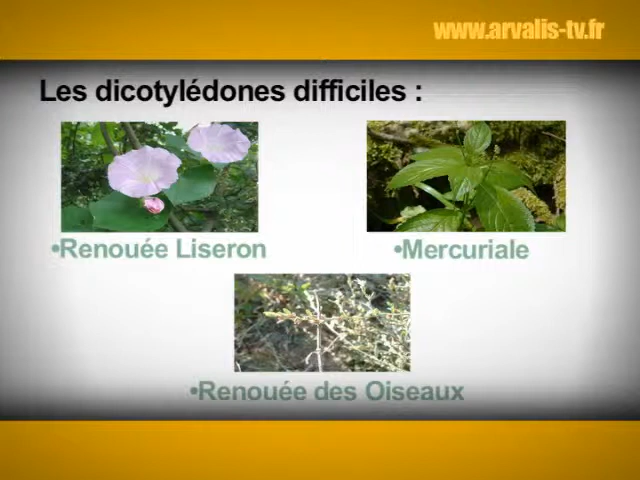 www.arvalis-tv.fr
Les dicotylédones difficiles :
•Renouée Liseron
•Mercuriale
•Renouée des Oiseaux